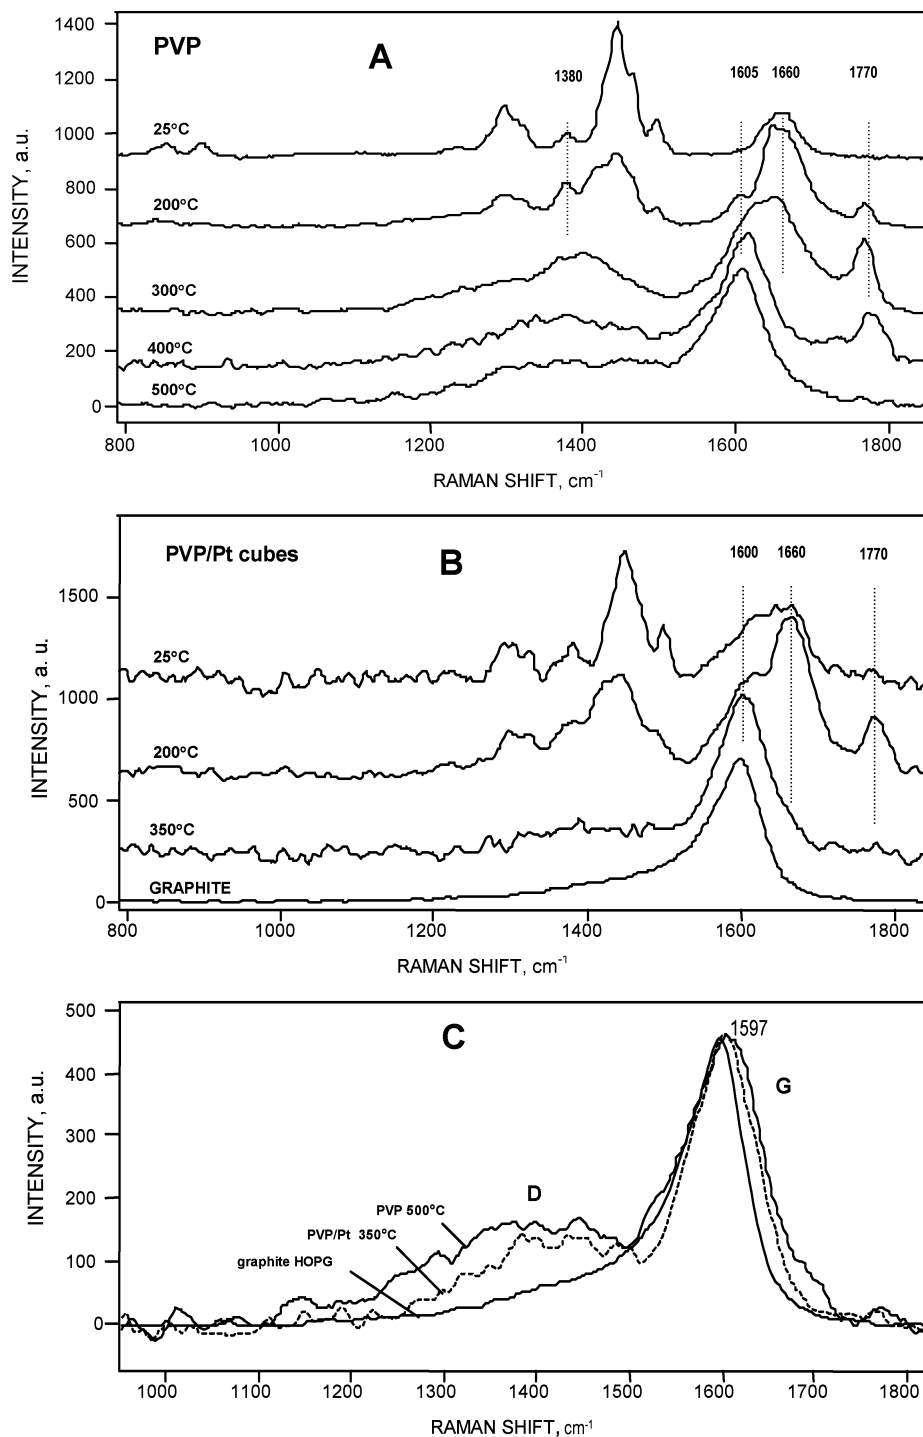 PVP
A
1380
1605
1660
1770
1400
1200
1000
800
600
400
200
0
INTENSITY, a.u.
25°C
200°C
300°C
400°C
500°C
800
1000
1200
1400
1600
1800
RAMAN SHIFT, cm⁻¹
PVP/Pt cubes
B
1600
1660
1770
1500
1000
500
0
INTENSITY, a. u.
25°C
200°C
350°C
GRAPHITE
800
1000
1200
1400
1600
1800
RAMAN SHIFT, cm⁻¹
C
1597
G
D
500
400
300
200
100
0
INTENSITY, a.u.
PVP 500°C
PVP/Pt 350°C
graphite HOPG
1000
1100
1200
1300
1400
1500
1600
1700
1800
RAMAN SHIFT, cm⁻¹